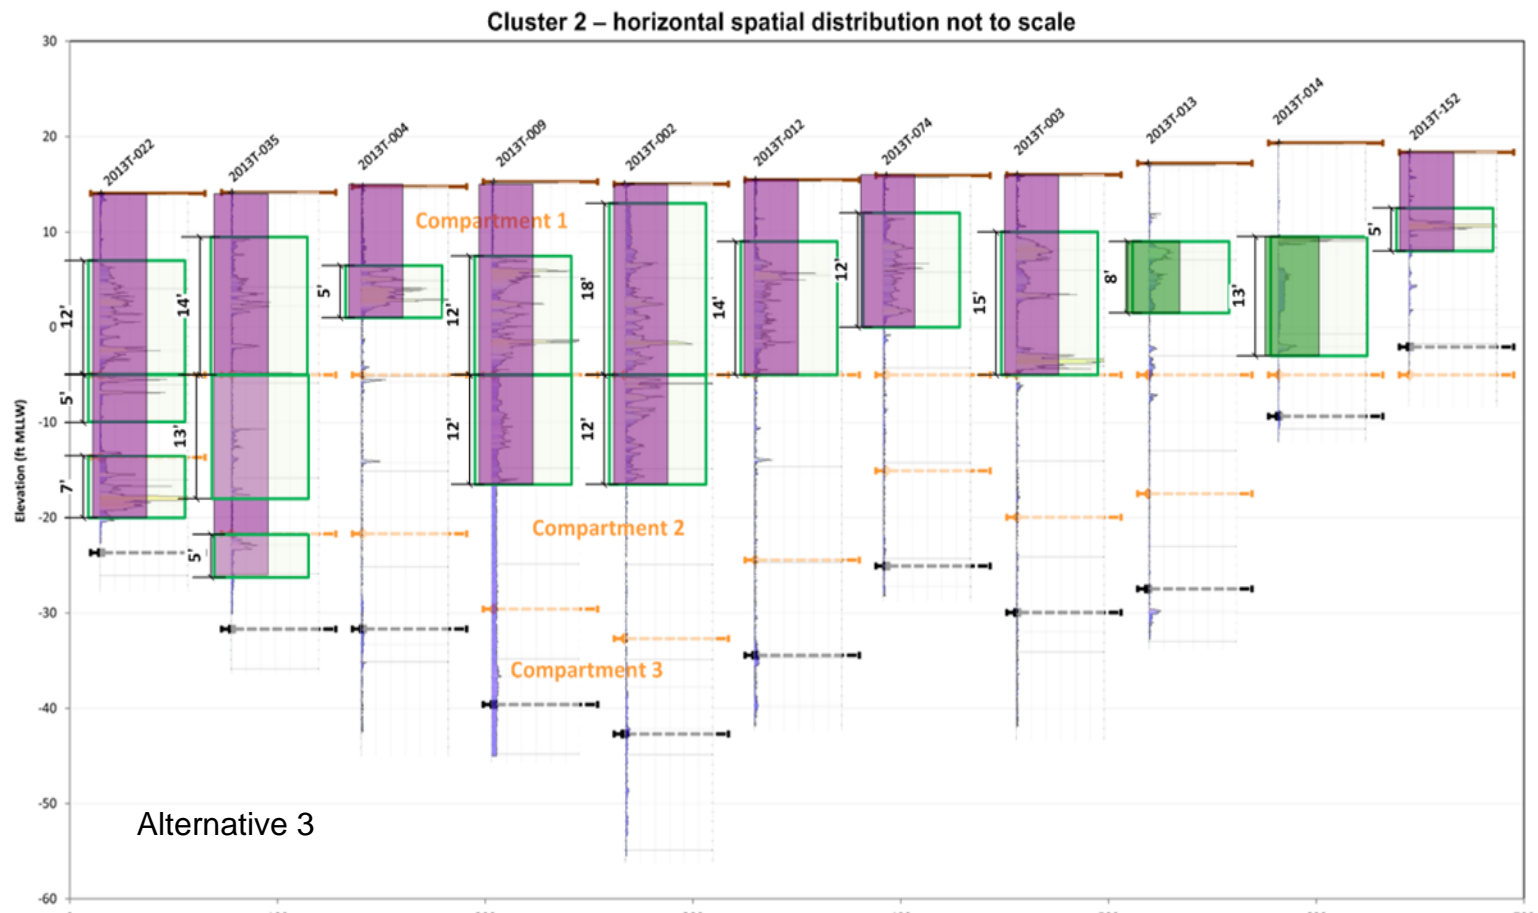 Cluster 2 – horizontal spatial distribution not to scale
30
20
10
0
-10
-20
-30
-40
-50
-60
Elevation (ft MLLW)
2013T-022
2013T-035
2013T-004
2013T-009
2013T-002
2013T-012
2013T-074
2013T-003
2013T-013
2013T-014
2013T-152
Compartment 1
Compartment 2
Compartment 3
12'
5'
7'
14'
13'
5'
5'
12'
12'
18'
12'
14'
12'
15'
8'
13'
5'
Alternative 3